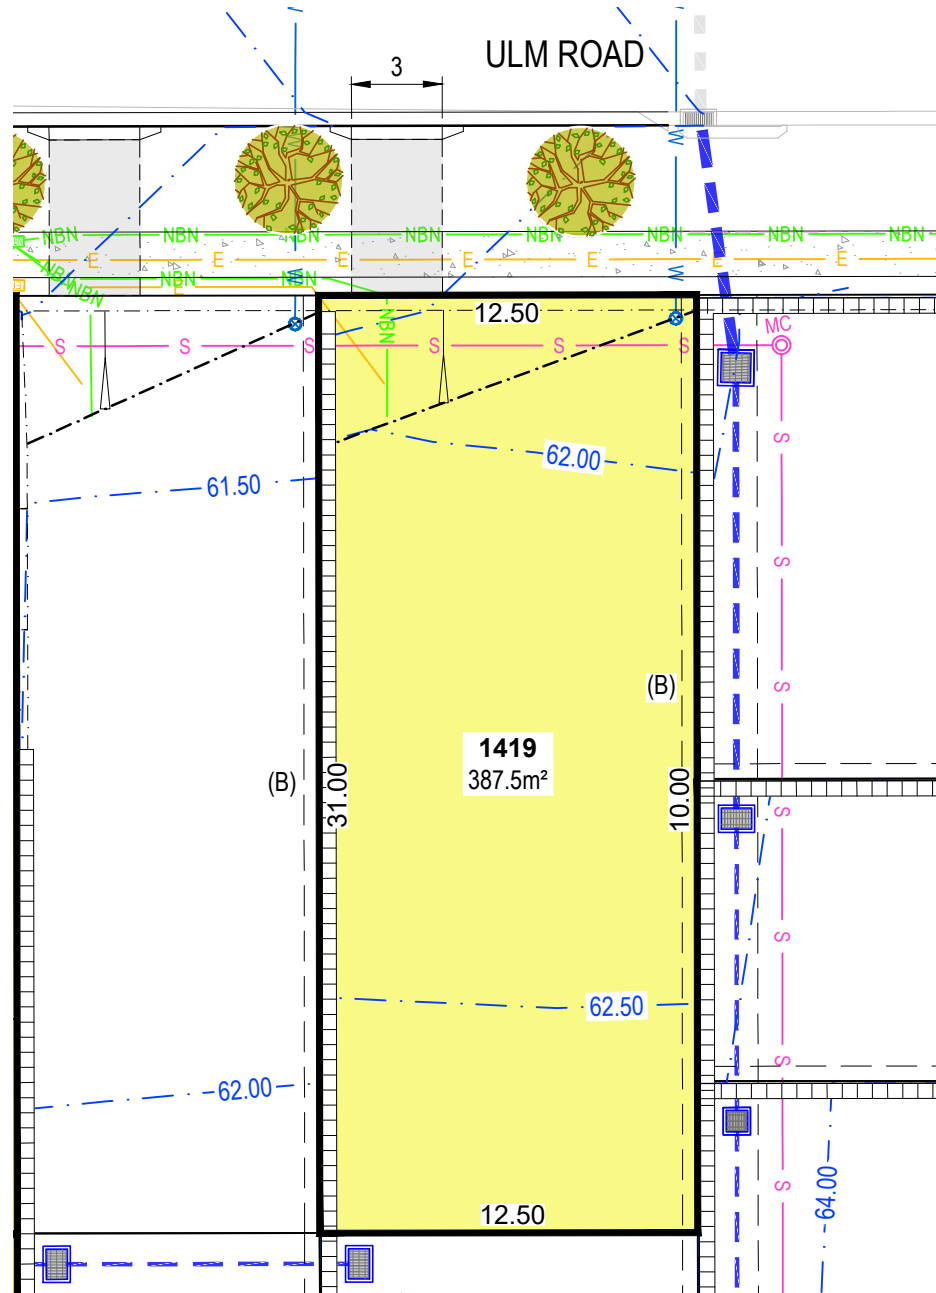 ULM ROAD
3
W
W
NBN
NBN
NBN
NBN
NBN
NBN
NBN
NBN
E
E
E
E
E
E
E
W
W
NBN
NBN
NBN
NBN
E
12.50
NBN
MC
S
S
S
S
S
S
S
62.00
61.50
S
S
(B)
S
1419
387.5m²
(B)
31.00
10.00
S
S
62.50
62.00
S
S
64.00
12.50